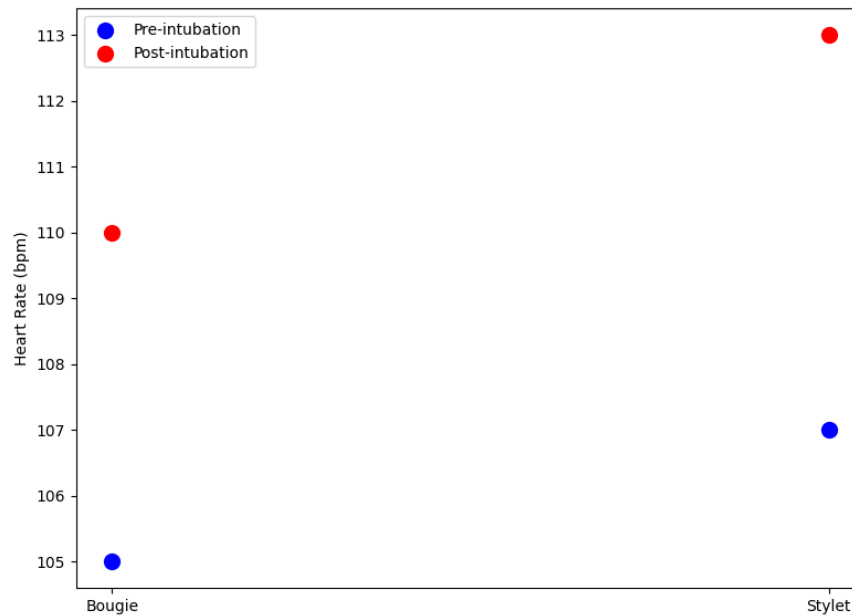 Pre-intubation
Post-intubation
113
112
111
110
109
108
107
106
105
Heart Rate (bpm)
Bougie
Stylet